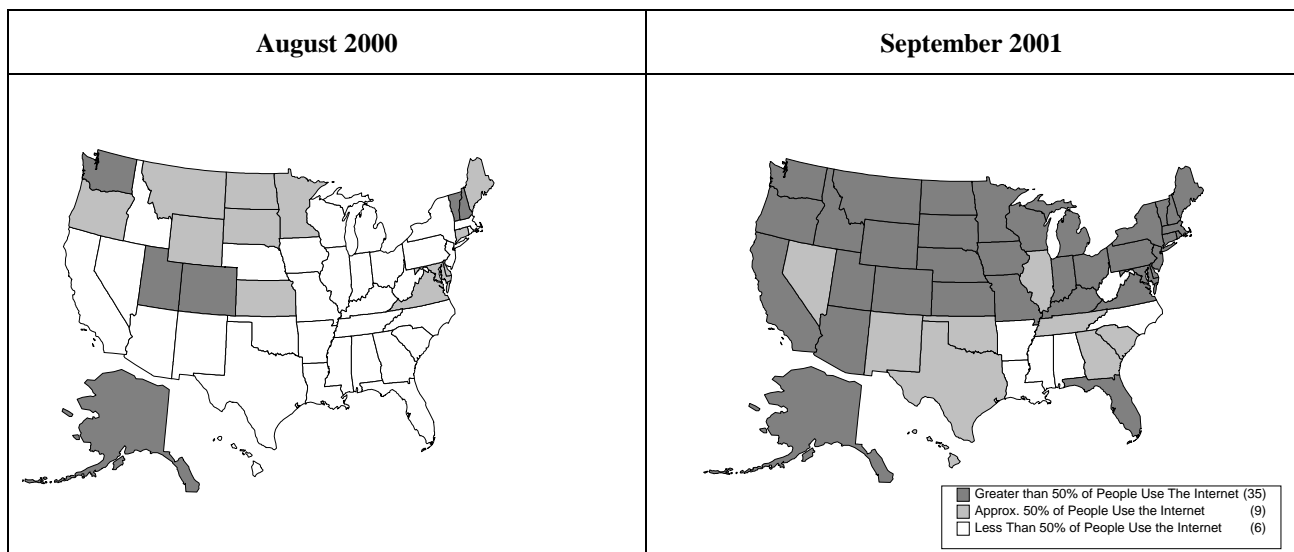 August 2000
September 2001
Greater than 50% of People Use The Internet (35)
Approx. 50% of People Use the Internet (9)
Less Than 50% of People Use the Internet (6)